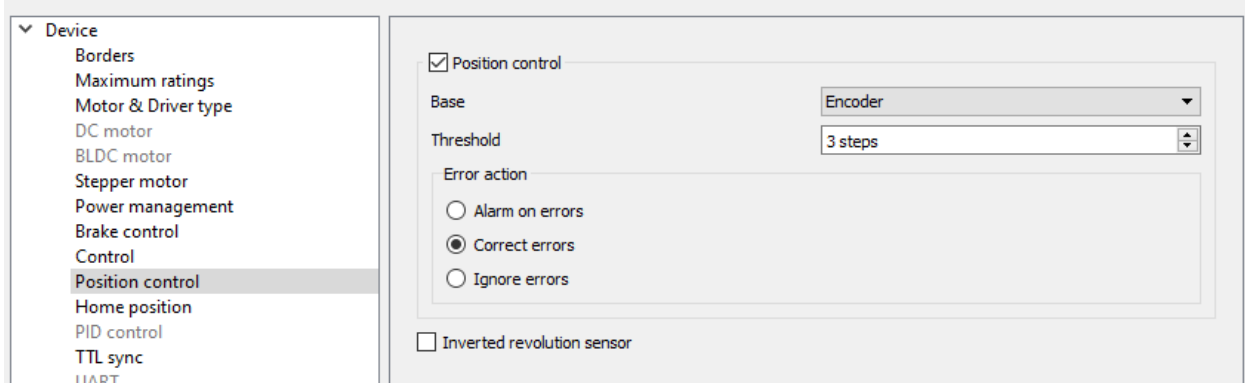 Device
Borders
Maximum ratings
Motor & Driver type
DC motor
BLDC motor
Stepper motor
Power management
Brake control
Control
Position control
Home position
PID control
TTL sync
UART
Position control
Base
Encoder
Threshold
3 steps
Error action
Alarm on errors
Correct errors
Ignore errors
Inverted revolution sensor